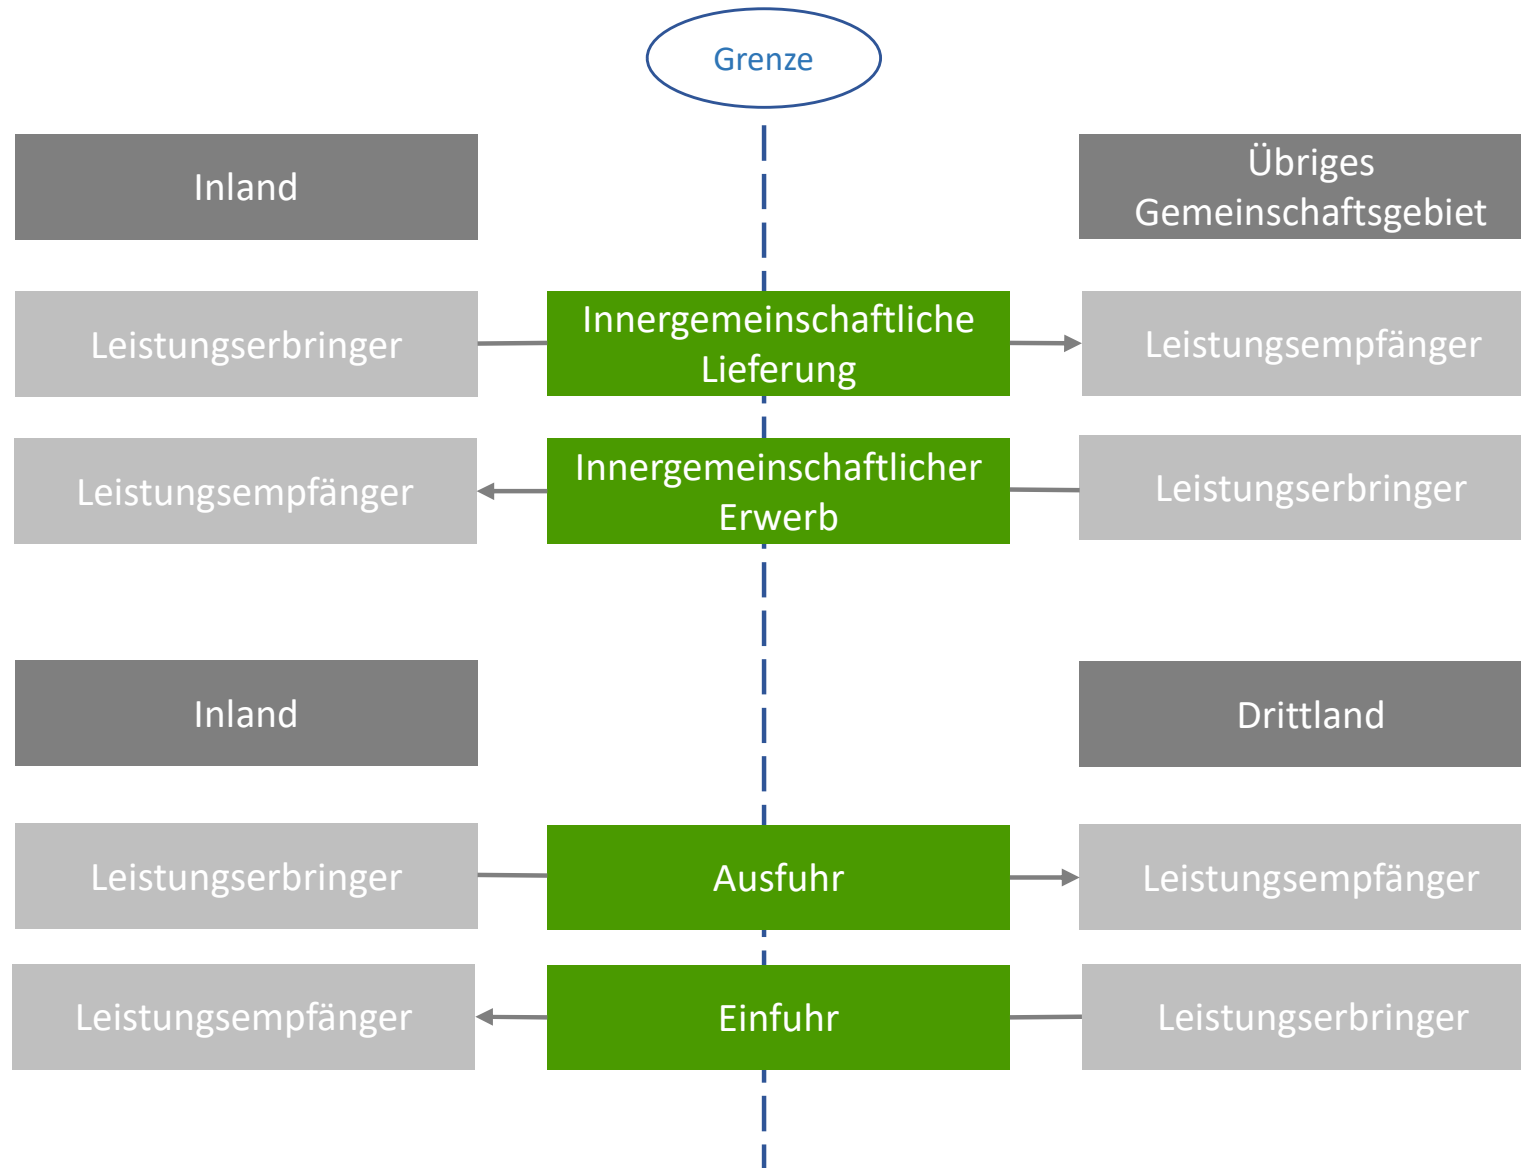 Grenze
Inland
Übriges
Gemeinschaftsgebiet
Leistungserbringer
Innergemeinschaftliche
Lieferung
Leistungsempfänger
Leistungsempfänger
Innergemeinschaftlicher
Erwerb
Leistungserbringer
Inland
Drittland
Leistungserbringer
Ausfuhr
Leistungsempfänger
Leistungsempfänger
Einfuhr
Leistungserbringer